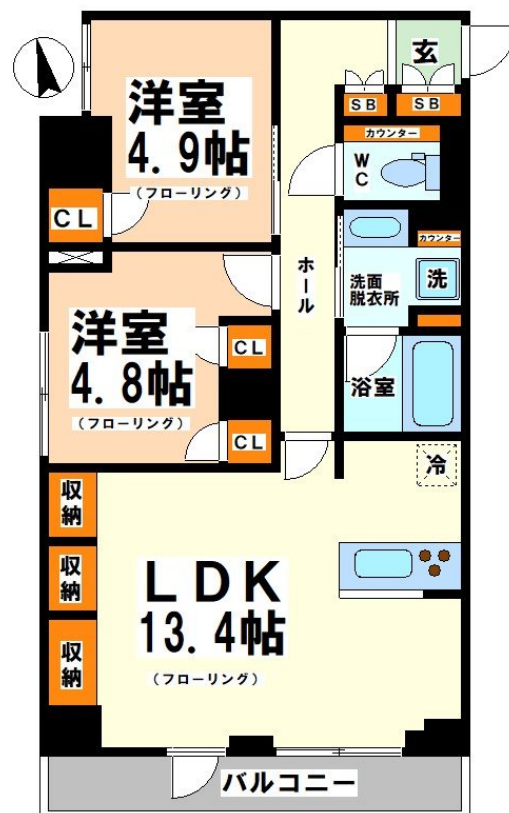 玄
洋室
4.9帖
(フローリング)
SB
SB
カウンター
WC
CL
カウンター
ホール
洗面
脱衣所
洗
洋室
4.8帖
(フローリング)
CL
浴室
CL
冷
収納
収納
LDK
13.4帖
(フローリング)
収納
バルコニー